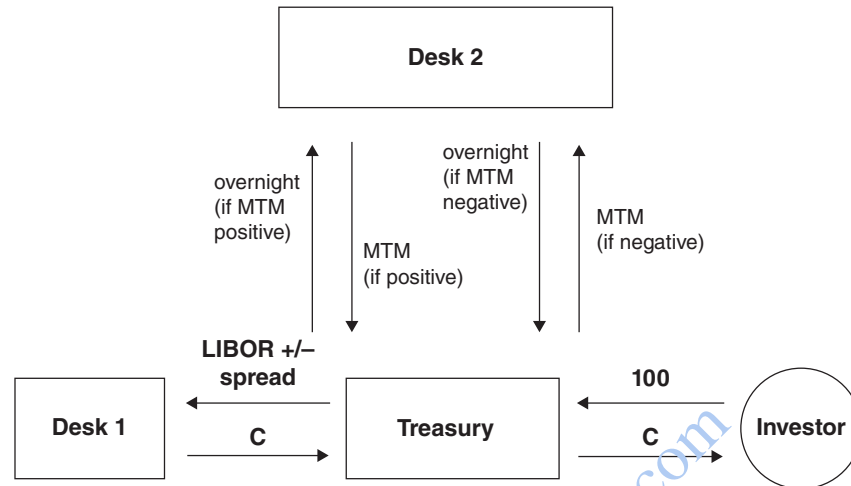 Desk 2
overnight
(if MTM
positive)
MTM
(if positive)
overnight
(if MTM
negative)
MTM
(if negative)
LIBOR +/–
spread
100
Desk 1
C
Treasury
C
Investor
com